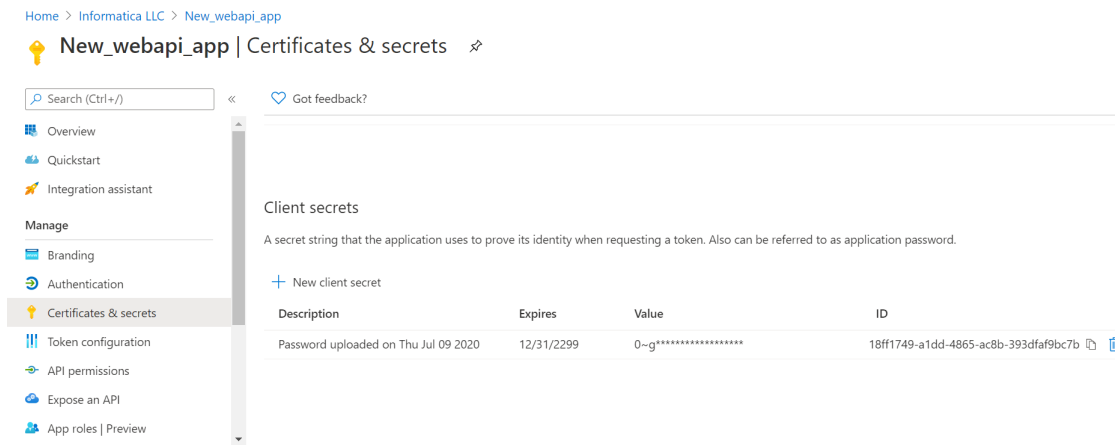 Home > Informatica LLC > New_webapi_app
New_webapi_app | Certificates & secrets
Search (Ctrl+/)
«
Got feedback?
Overview
Quickstart
Integration assistant
Manage
Branding
Authentication
Certificates & secrets
Token configuration
API permissions
Expose an API
App roles | Preview
Client secrets
A secret string that the application uses to prove its identity when requesting a token. Also can be referred to as application password.
+ New client secret
Description Expires Value ID
Password uploaded on Thu Jul 09 2020 12/31/2299 0~g****************** 18ff1749-a1dd-4865-ac8b-393dfaf9bc7b